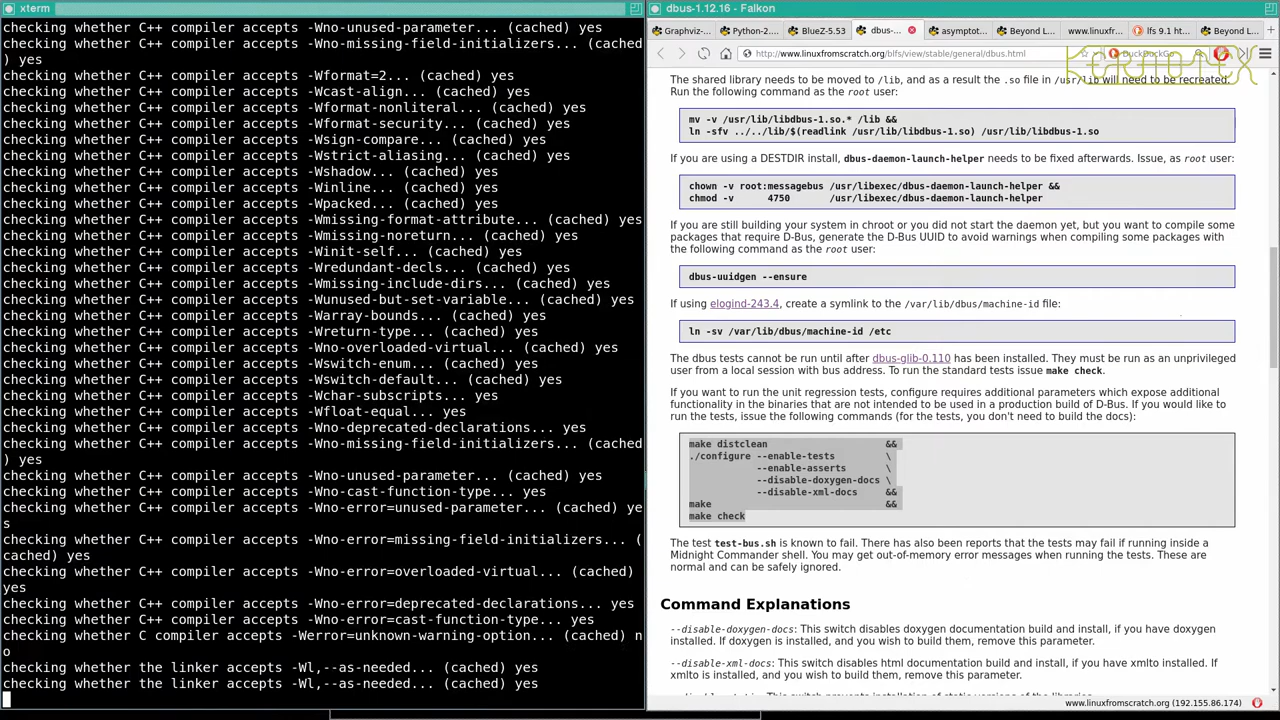 xterm
checking whether C++ compiler accepts -Wno-unused-parameter... (cached) yes
checking whether C++ compiler accepts -Wno-missing-field-initializers... (cached
) yes
checking whether C++ compiler accepts -Wformat=2... (cached) yes
checking whether C++ compiler accepts -Wcast-align... (cached) yes
checking whether C++ compiler accepts -Wformat-nonliteral... (cached) yes
checking whether C++ compiler accepts -Wformat-security... (cached) yes
checking whether C++ compiler accepts -Wsign-compare... (cached) yes
checking whether C++ compiler accepts -Wstrict-aliasing... (cached) yes
checking whether C++ compiler accepts -Wshadow... (cached) yes
checking whether C++ compiler accepts -Winline... (cached) yes
checking whether C++ compiler accepts -Wpacked... (cached) yes
checking whether C++ compiler accepts -Wmissing-format-attribute... (cached) yes
checking whether C++ compiler accepts -Wmissing-noreturn... (cached) yes
checking whether C++ compiler accepts -Winit-self... (cached) yes
checking whether C++ compiler accepts -Wredundant-decls... (cached) yes
checking whether C++ compiler accepts -Wmissing-include-dirs... (cached) yes
checking whether C++ compiler accepts -Wunused-but-set-variable... (cached) yes
checking whether C++ compiler accepts -Warray-bounds... (cached) yes
checking whether C++ compiler accepts -Wreturn-type... (cached) yes
checking whether C++ compiler accepts -Wno-overloaded-virtual... (cached) yes
checking whether C++ compiler accepts -Wswitch-enum... (cached) yes
checking whether C++ compiler accepts -Wswitch-default... (cached) yes
checking whether C++ compiler accepts -Wchar-subscripts... yes
checking whether C++ compiler accepts -Wfloat-equal... yes
checking whether C++ compiler accepts -Wno-deprecated-declarations... yes
checking whether C++ compiler accepts -Wno-missing-field-initializers... (cached
) yes
checking whether C++ compiler accepts -Wno-unused-parameter... (cached) yes
checking whether C++ compiler accepts -Wno-cast-function-type... yes
checking whether C++ compiler accepts -Wno-error=unused-parameter... (cached) ye
s
checking whether C++ compiler accepts -Wno-error=missing-field-initializers... (
cached) yes
checking whether C++ compiler accepts -Wno-error=overloaded-virtual... (cached)
yes
checking whether C++ compiler accepts -Wno-error=deprecated-declarations... yes
checking whether C++ compiler accepts -Wno-error=cast-function-type... yes
checking whether C compiler accepts -Werror=unknown-warning-option... (cached) n
o
checking whether the linker accepts -Wl,--as-needed... (cached) yes
checking whether the linker accepts -Wl,--as-needed... (cached) yes
dbus-1.12.16 - Falkon
Graphviz- Python-2. BlueZ-5.53 dbus-... asymptot Beyond L www.linuxfr lfs 9.1 ht Beyond L
http://www.linuxfromscratch.org/blfs/view/stable/general/dbus.html
DuckDuckGo
The shared library needs to be moved to /lib, and as a result the .so file in /usr/lib will need to be recreated.
Run the following command as the root user:
mv -v /usr/lib/libdbus-1.so.* /lib &&
ln -sfv ../../lib/$(readlink /usr/lib/libdbus-1.so) /usr/lib/libdbus-1.so
If you are using a DESTDIR install, dbus-daemon-launch-helper needs to be fixed afterwards. Issue, as root user:
chown -v root:messagebus /usr/libexec/dbus-daemon-launch-helper &&
chmod -v 4750 /usr/libexec/dbus-daemon-launch-helper
If you are still building your system in chroot or you did not start the daemon yet, but you want to compile some
packages that require D-Bus, generate the D-Bus UUID to avoid warnings when compiling some packages with
the following command as the root user:
dbus-uuidgen --ensure
If using elogind-243.4, create a symlink to the /var/lib/dbus/machine-id file:
ln -sv /var/lib/dbus/machine-id /etc
The dbus tests cannot be run until after dbus-glib-0.110 has been installed. They must be run as an unprivileged
user from a local session with bus address. To run the standard tests issue make check.
If you want to run the unit regression tests, configure requires additional parameters which expose additional
functionality in the binaries that are not intended to be used in a production build of D-Bus. If you would like to
run the tests, issue the following commands (for the tests, you don't need to build the docs):
make distclean &&
./configure --enable-tests \
--enable-asserts \
--disable-doxygen-docs \
--disable-xml-docs &&
make &&
make check
The test test-bus.sh is known to fail. There has also been reports that the tests may fail if running inside a
Midnight Commander shell. You may get out-of-memory error messages when running the tests. These are
normal and can be safely ignored.
Command Explanations
--disable-doxygen-docs: This switch disables doxygen documentation build and install, if you have doxygen
installed. If doxygen is installed, and you wish to build them, remove this parameter.
--disable-xml-docs: This switch disables html documentation build and install, if you have xmlto installed. If
xmlto is installed, and you wish to build them, remove this parameter.
www.linuxfromscratch.org (192.155.86.174)